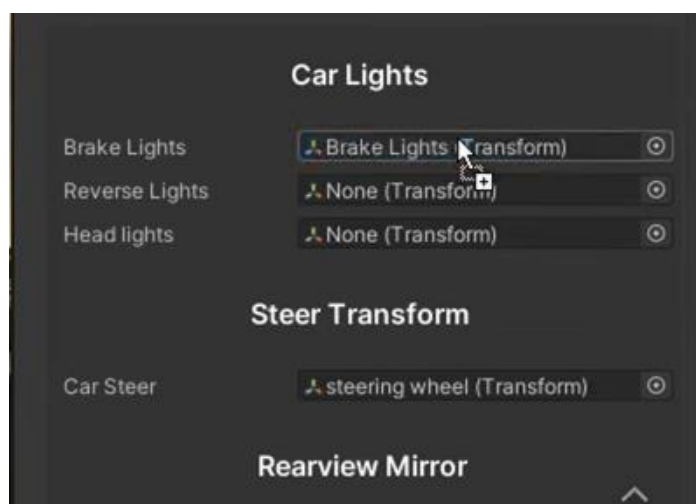 Car Lights
Brake Lights Brake Lights (Transform)
Reverse Lights None (Transform)
Head lights None (Transform)
Steer Transform
Car Steer steering wheel (Transform)
Rearview Mirror